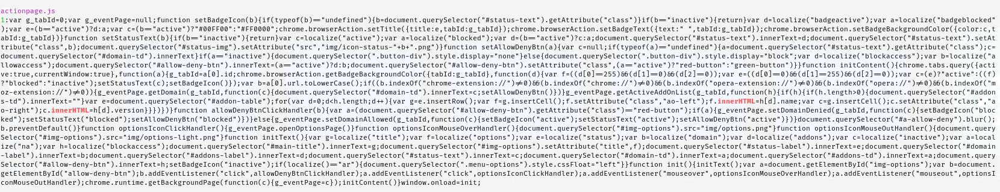 actionpage.js
1:var g_tabId=0;var g_eventPage=null;function setBadgeIcon(b){if(typeof(b)=="undefined"){b=document.querySelector("#status-text").getAttribute("class")}if(b=="inactive"){return}var d=localize("badgeactive");var a=localize("badgeblocked"
);var e=(b=="active")?d:a;var c=(b=="active")?"#00FF00":"#FF0000";chrome.browserAction.setTitle({title:e,tabId:g_tabId});chrome.browserAction.setBadgeText({text:" ",tabId:g_tabId});chrome.browserAction.setBadgeBackgroundColor({color:c,t
abId:g_tabId})}function setStatusText(b){if(b=="inactive"){return}var c=localize("active");var a=localize("blocked");var d=(b=="active")?c:a;document.querySelector("#status-text").innerText=d;document.querySelector("#status-text").setAt
tribute("class",b);document.querySelector("#status-img").setAttribute("src","img/icon-status-"+b+".png")}function setAllowDenyBtn(a){var c=null;if(typeof(a)=="undefined"){a=document.querySelector("#status-text").getAttribute("class");c=
document.querySelector("#domain-td").innerText}if(a=="inactive"){document.querySelector(".button-div").style.display="none"}else{document.querySelector(".button-div").style.display="block";var d=localize("blockaccess");var b=localize("a
llowaccess");document.querySelector("#allow-deny-btn").innerText=(a=="active")?d:b;document.querySelector("#allow-deny-btn").setAttribute("class",(a=="active")?"red-button":"green-button")}}function initContent(){chrome.tabs.query({acti
ve:true,currentWindow:true},function(a){g_tabId=a[0].id;chrome.browserAction.getBadgeBackgroundColor({tabId:g_tabId},function(d){var f=((d[0]==255)&&(d[1]==0)&&(d[2]==0));var e=((d[0]==0)&&(d[1]==255)&&(d[2]==0));var c=(e)?"active":((f)
?"blocked":"inactive");setStatusText(c);setBadgeIcon()});var b=a[0].url.toLowerCase();if((b.indexOf("chrome-extension://")!=0)&&(b.indexOf("chrome://")!=0)&&(b.indexOf("opera-extension://")!=0)&&(b.indexOf("opera://")!=0)&&(b.indexOf("m
oz-extension://")!=0)){g_eventPage.getDomain(g_tabId,function(c){document.querySelector("#domain-td").innerText=c;setAllowDenyBtn()})}g_eventPage.getActiveAddOnList(g_tabId,function(h){if(h){if(h.length>0){document.querySelector("#addon
s-td").innerText=""}var e=document.querySelector("#addon-table");for(var d=0;d<h.length;d++){var g=e.insertRow();var f=g.insertCell();f.setAttribute("class","ao-left");f.innerHTML=h[d].name;var c=g.insertCell();c.setAttribute("class","a
o-right");c.innerHTML=h[d].version}}})})}function allowDenyBtnClickHandler(b){var a=(document.querySelector("#allow-deny-btn").getAttribute("class")=="red-button");if(a){g_eventPage.setDomainDenied(g_tabId,function(c){setBadgeIcon("bloc
ked");setStatusText("blocked");setAllowDenyBtn("blocked")})}else{g_eventPage.setDomainAllowed(g_tabId,function(c){setBadgeIcon("active");setStatusText("active");setAllowDenyBtn("active")})}document.querySelector("#a-allow-deny").blur();
b.preventDefault()}function optionsIconClickHandler(){g_eventPage.openOptionsPage()}function optionsIconMouseOverHandler(){document.querySelector("#img-options").src="img/options.png"}function optionsIconMouseOutHandler(){document.query
Selector("#img-options").src="img/options-light.png"}function initText(){var g=localize("title");var f=localize("options");var e=localize("status");var b=localize("domain");var d=localize("addons");var c=localize("inactive");var a=local
ize("na");var h=localize("blockaccess");document.querySelector("#main-title").innerText=g;document.querySelector("#img-options").setAttribute("title",f);document.querySelector("#status-label").innerText=e;document.querySelector("#domain
-label").innerText=b;document.querySelector("#addons-label").innerText=d;document.querySelector("#status-text").innerText=c;document.querySelector("#domain-td").innerText=a;document.querySelector("#addons-td").innerText=a;document.query
Selector("#allow-deny-btn").innerText=h;setBadgeIcon("inactive");if(localize()=="ar"){document.querySelector(".menu-options").style.cssFloat="left"}}function init(){initText();var a=document.getElementById("img-options");var b=document.
getElementById("allow-deny-btn");b.addEventListener("click",allowDenyBtnClickHandler);a.addEventListener("click",optionsIconClickHandler);a.addEventListener("mouseover",optionsIconMouseOverHandler);a.addEventListener("mouseout",optionsI
conMouseOutHandler);chrome.runtime.getBackgroundPage(function(c){g_eventPage=c});initContent()}window.onload=init;